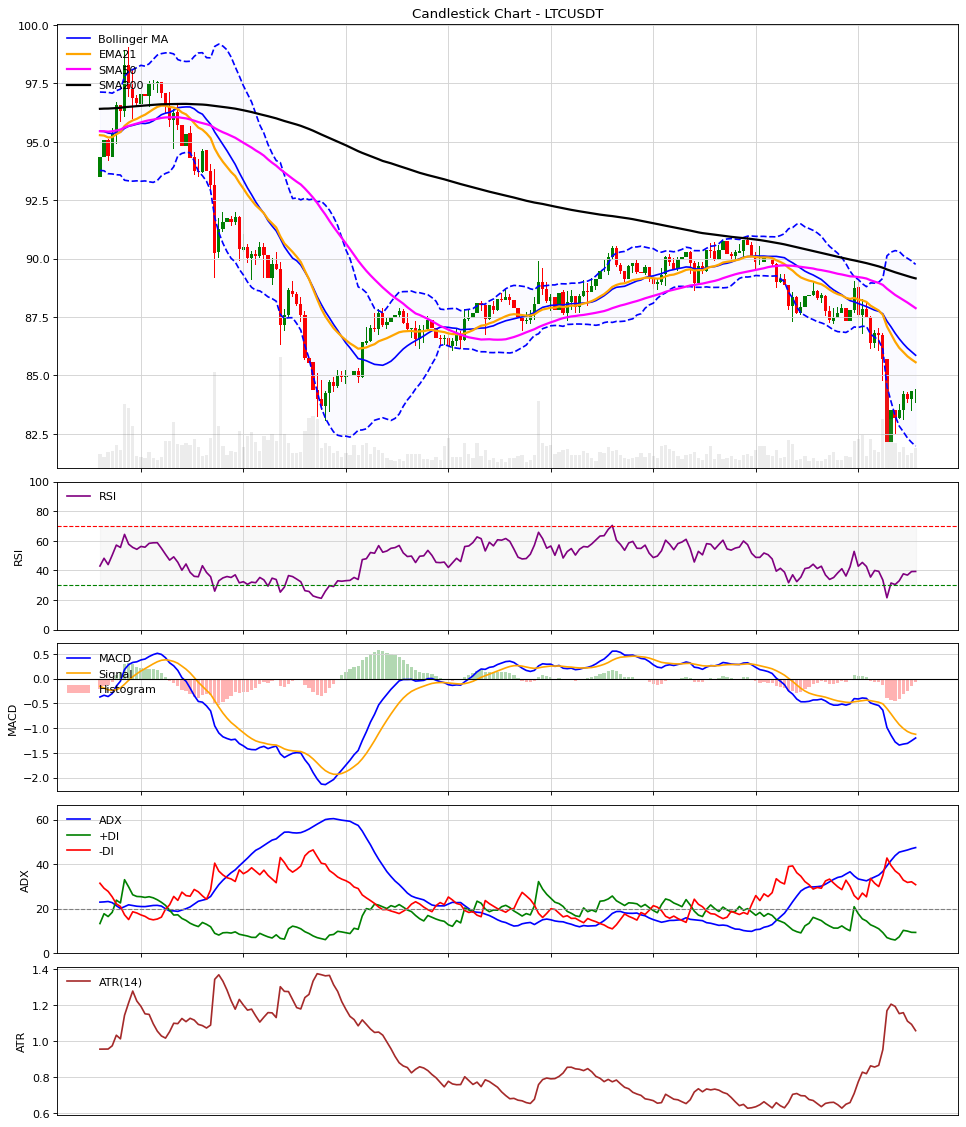 Candlestick Chart - LTCUSDT
100.0
97.5
95.0
92.5
90.0
87.5
85.0
82.5
Bollinger MA
EMA21
SMA50
SMA200
RSI
100
80
60
40
20
0
RSI
MACD
0.5
0.0
−0.5
−1.0
−1.5
−2.0
MACD
Signal
Histogram
ADX
60
40
20
0
ADX
+DI
-DI
ATR
1.4
1.2
1.0
0.8
0.6
ATR(14)